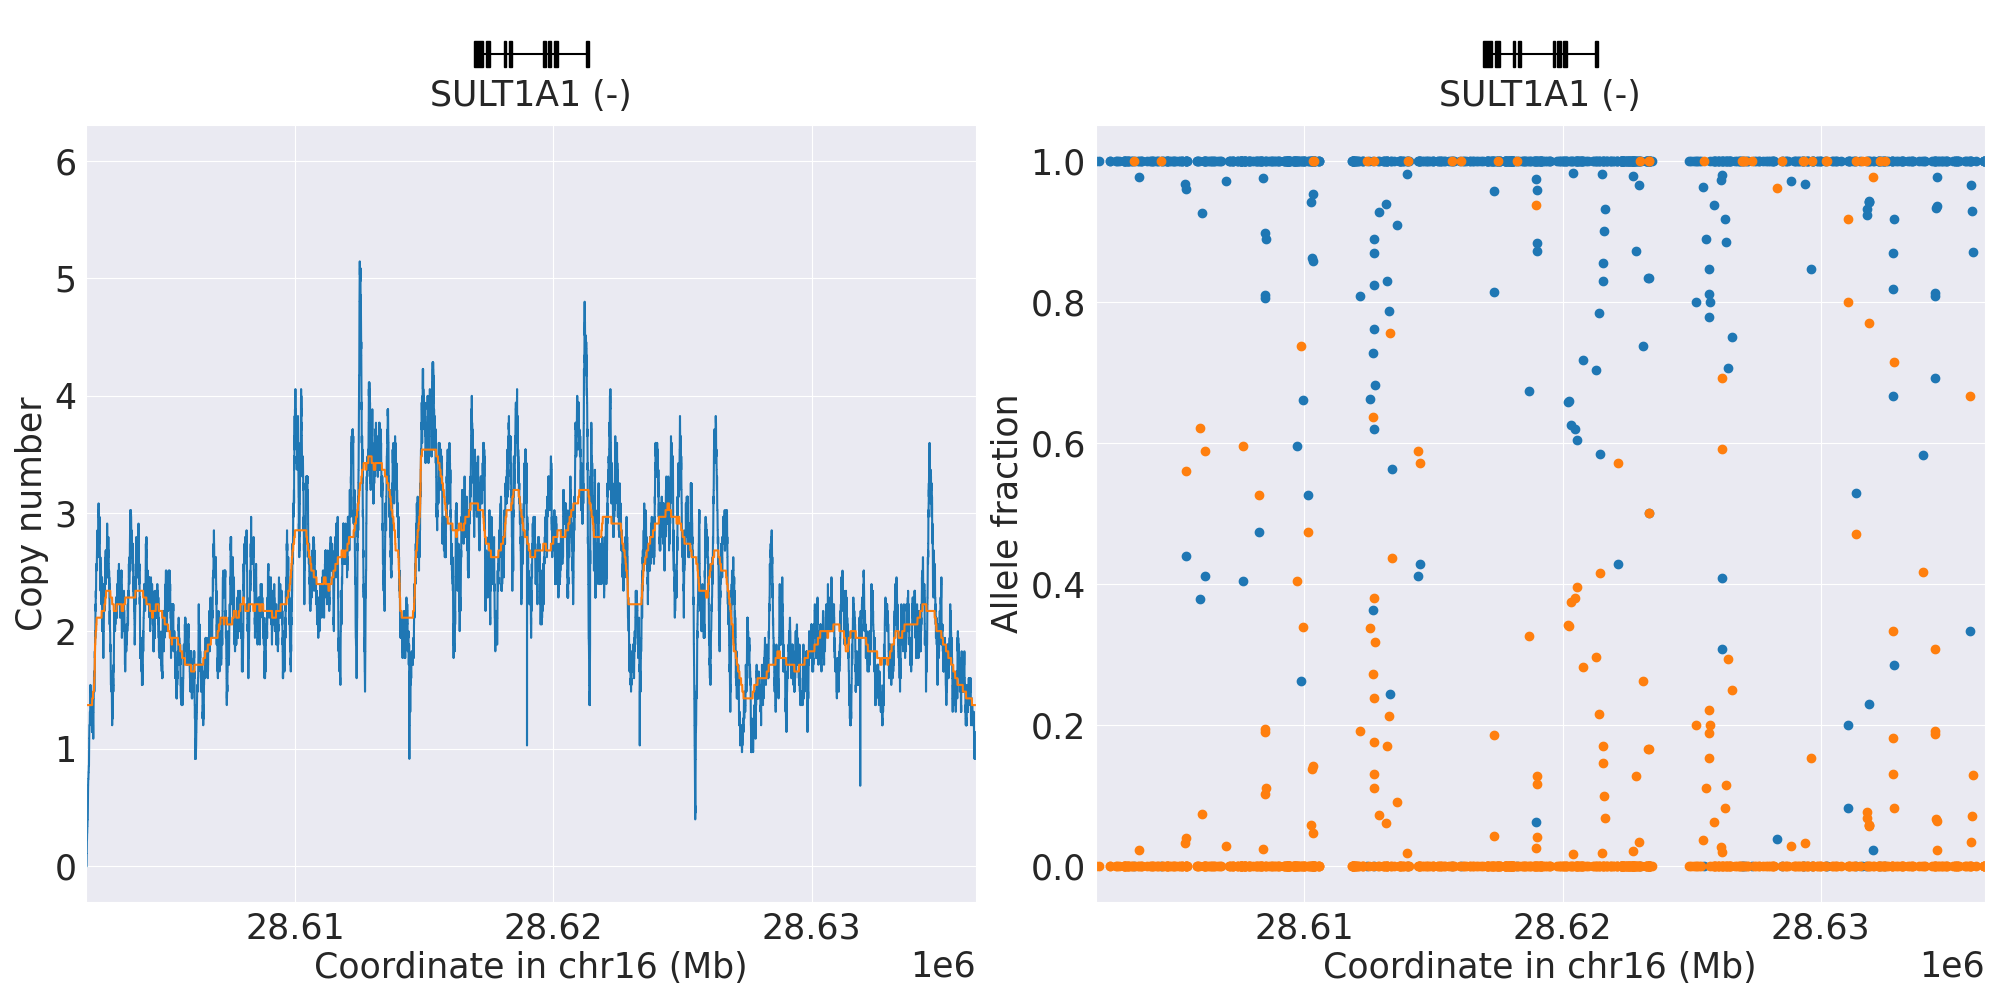 SULT1A1 (-)
6
5
4
3
2
1
0
Copy number
28.61
28.62
28.63
Coordinate in chr16 (Mb)
1e6
SULT1A1 (-)
1.0
0.8
0.6
0.4
0.2
0.0
Allele fraction
28.61
28.62
28.63
Coordinate in chr16 (Mb)
1e6